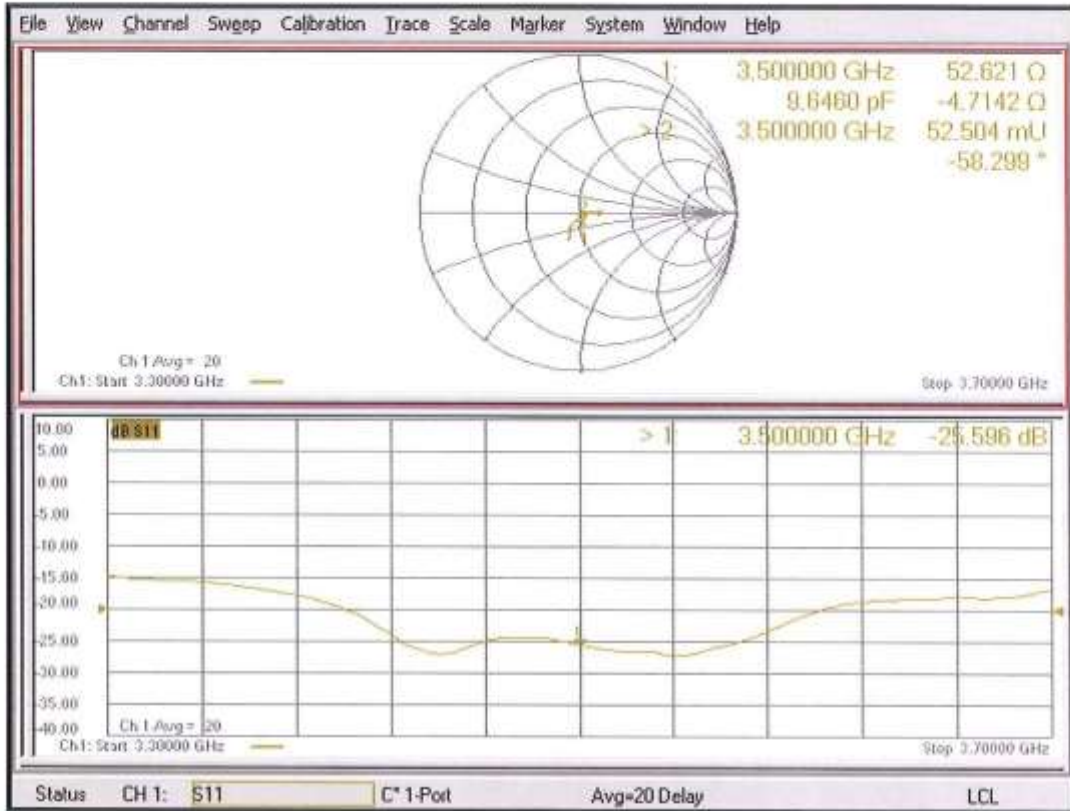 File View Channel Sweep Calibration Trace Scale Marker System Window Help
1: 3.500000 GHz 52.621 Ω
9.6460 pF -4.7142 Ω
> 2: 3.500000 GHz 52.504 mU
-58.299 °
Ch 1 Avg = 20
Ch1: Start 3.30000 GHz
Stop 3.70000 GHz
10.00 dB S11 > 1: 3.500000 GHz -25.596 dB
5.00
0.00
-5.00
-10.00
-15.00
-20.00
-25.00
-30.00
-35.00
-40.00 Ch 1 Avg = 20
Ch1: Start 3.30000 GHz
Stop 3.70000 GHz
Status CH 1: S11 C* 1-Port Avg=20 Delay LCL